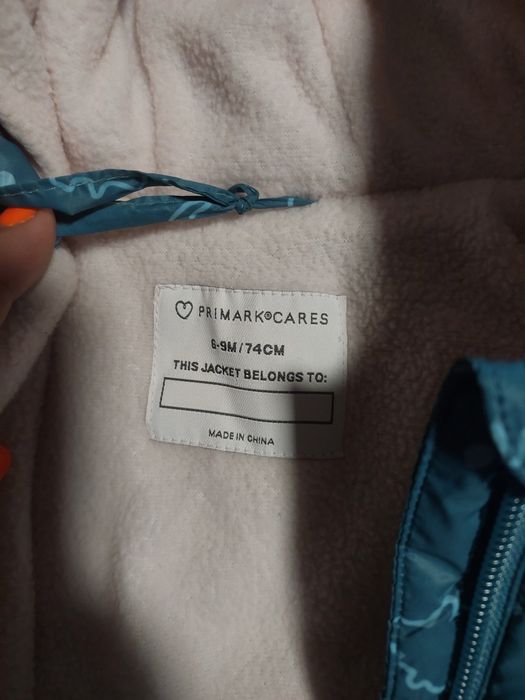 PRIMARK®CARES
6-9M/74CM
THIS JACKET BELONGS TO:
MADE IN CHINA